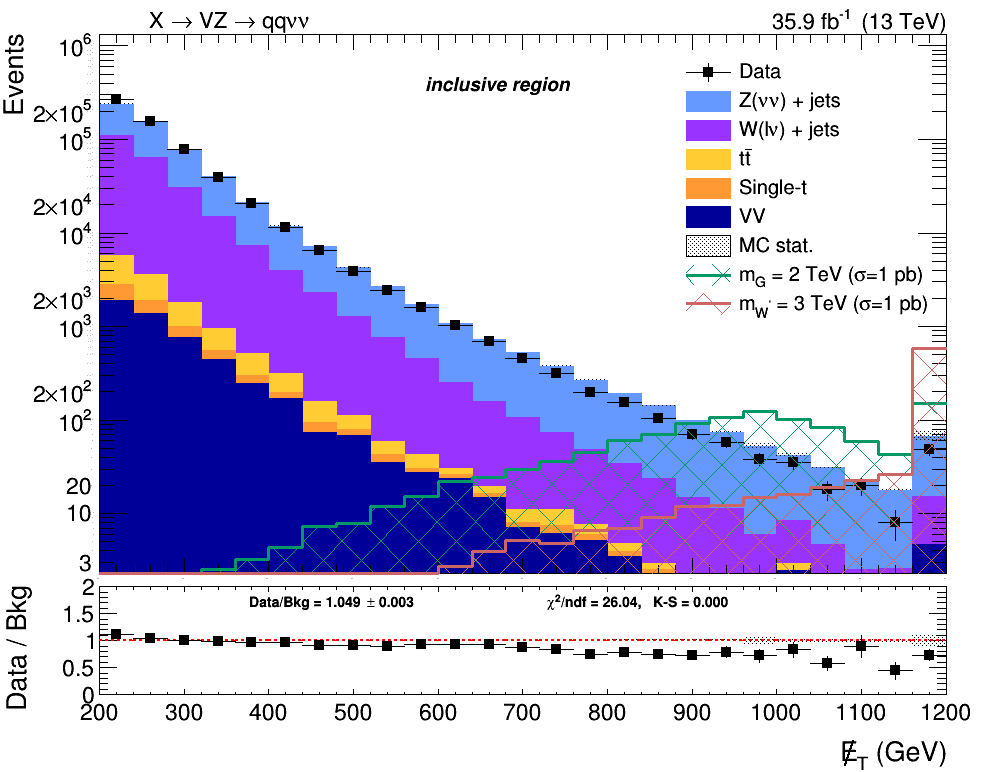 X → VZ → qqνν
35.9 fb⁻¹ (13 TeV)
Events
inclusive region
Data
Z(νν) + jets
W(lν) + jets
tt̄
Single-t
VV
MC stat.
m_G = 2 TeV (σ=1 pb)
m_W' = 3 TeV (σ=1 pb)
10⁶
2×10⁵
10⁵
2×10⁴
10⁴
2×10³
10³
2×10²
10²
20
10
3
Data / Bkg
Data/Bkg = 1.049 ± 0.003
χ²/ndf = 26.04, K-S = 0.000
2
1.5
1
0.5
0
200 300 400 500 600 700 800 900 1000 1100 1200
E̸_T (GeV)